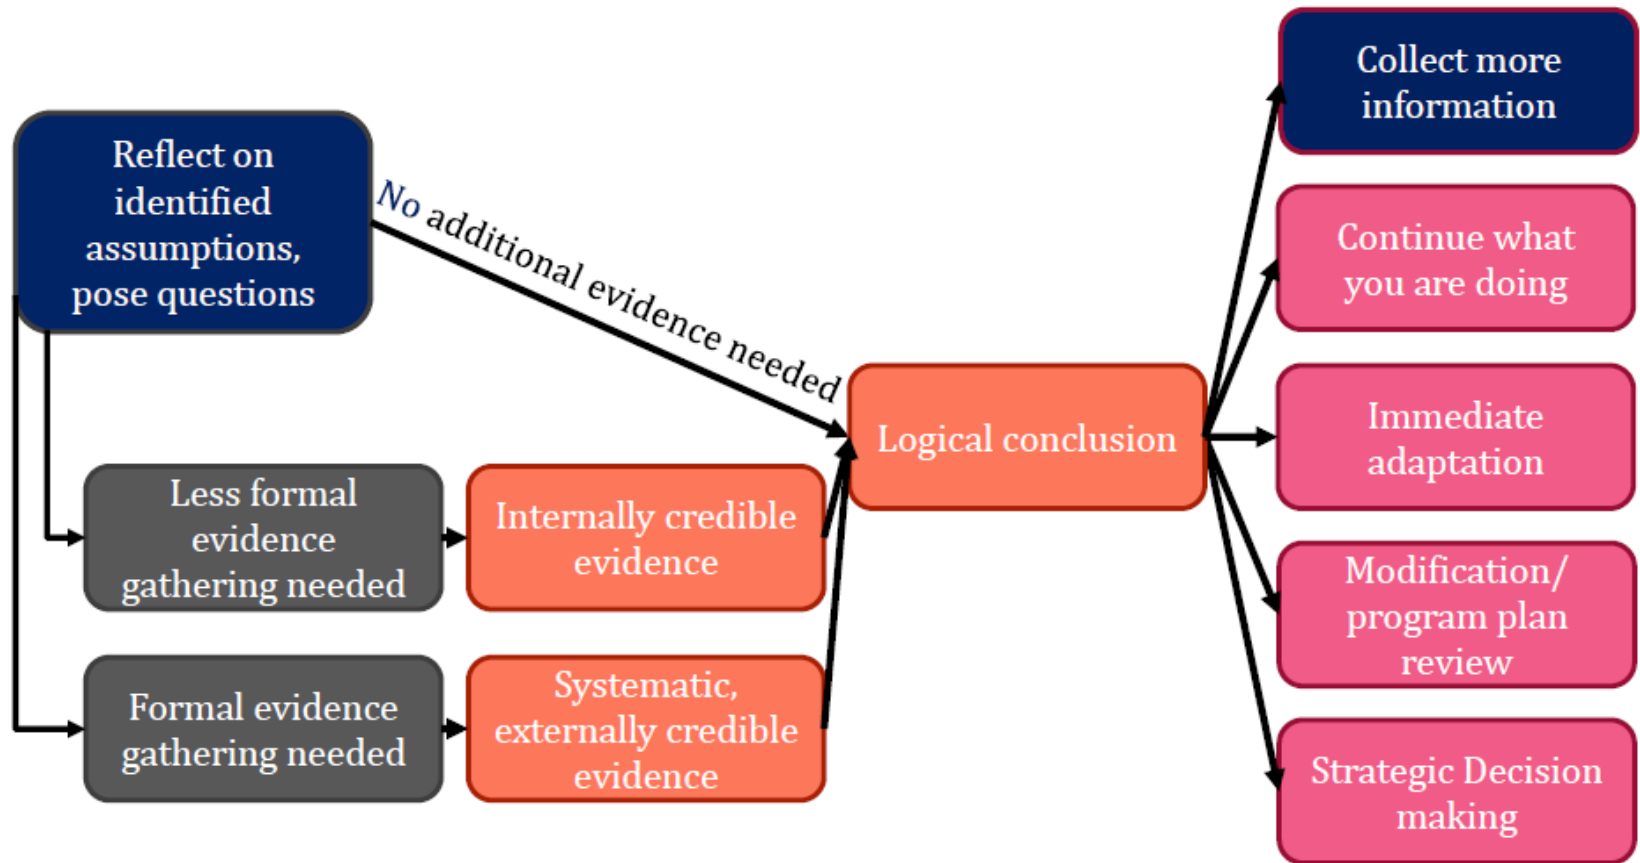 Reflect on
identified
assumptions,
pose questions
No additional evidence needed
Less formal
evidence
gathering needed
Internally credible
evidence
Formal evidence
gathering needed
Systematic,
externally credible
evidence
Logical conclusion
Collect more
information
Continue what
you are doing
Immediate
adaptation
Modification/
program plan
review
Strategic Decision
making